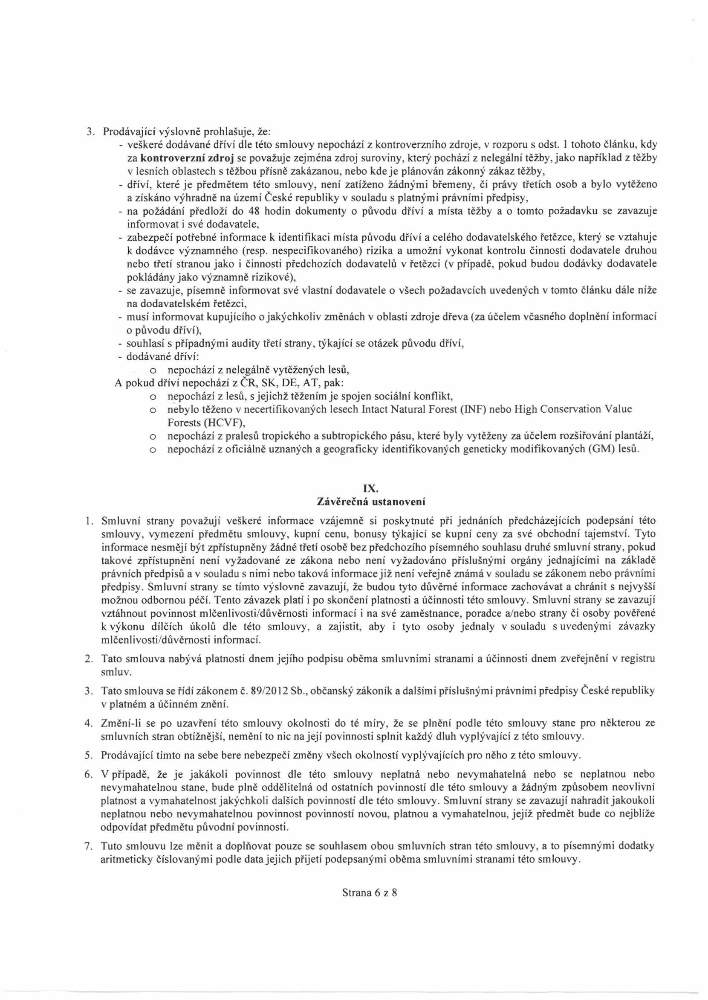 3. Prodávající výslovně prohlašuje, že:
- veškeré dodávané dříví dle této smlouvy nepochází z kontroverzního zdroje, v rozporu s odst. 1 tohoto článku, kdy
za kontroverzní zdroj se považuje zejména zdroj suroviny, který pochází z nelegální těžby, jako například z těžby
v lesních oblastech s těžbou přísně zakázanou, nebo kde je plánován zákonný zákaz těžby,
- dříví, které je předmětem této smlouvy, není zatíženo žádnými břemeny, či právy třetích osob a bylo vytěženo
a získáno výhradně na území České republiky v souladu s platnými právními předpisy,
- na požádání předloží do 48 hodin dokumenty o původu dříví a místa těžby a o tomto požadavku se zavazuje
informovat i své dodavatele,
- zabezpečí potřebné informace k identifikaci místa původu dříví a celého dodavatelského řetězce, který se vztahuje
k dodávce významného (resp. nespecifikovaného) rizika a umožní vykonat kontrolu činnosti dodavatele druhou
nebo třetí stranou jako i činnosti předchozích dodavatelů v řetězci (v případě, pokud budou dodávky dodavatele
pokládány jako významně rizikové),
- se zavazuje, písemně informovat své vlastní dodavatele o všech požadavcích uvedených v tomto článku dále níže
na dodavatelském řetězci,
- musí informovat kupujícího o jakýchkoliv změnách v oblasti zdroje dřeva (za účelem včasného doplnění informací
o původu dříví),
- souhlasí s případnými audity třetí strany, týkající se otázek původu dříví,
- dodávané dříví:
o nepochází z nelegálně vytěžených lesů,
A pokud dříví nepochází z ČR, SK, DE, AT, pak:
o nepochází z lesů, s jejichž těžením je spojen sociální konflikt,
o nebylo těženo v necertifikovaných lesech Intact Natural Forest (INF) nebo High Conservation Value
Forests (HCVF),
o nepochází z pralesů tropického a subtropického pásu, které byly vytěženy za účelem rozšiřování plantáží,
o nepochází z oficiálně uznaných a geograficky identifikovaných geneticky modifikovaných (GM) lesů.
IX.
Závěrečná ustanovení
1. Smluvní strany považují veškeré informace vzájemně si poskytnuté při jednáních předcházejících podepsání této
smlouvy, vymezení předmětu smlouvy, kupní cenu, bonusy týkající se kupní ceny za své obchodní tajemství. Tyto
informace nesmějí být zpřístupněny žádné třetí osobě bez předchozího písemného souhlasu druhé smluvní strany, pokud
takové zpřístupnění není vyžadované ze zákona nebo není vyžadováno příslušnými orgány jednajícími na základě
právních předpisů a v souladu s nimi nebo taková informace již není veřejně známá v souladu se zákonem nebo právními
předpisy. Smluvní strany se tímto výslovně zavazují, že budou tyto důvěrné informace zachovávat a chránit s nejvyšší
možnou odbornou péčí. Tento závazek platí i po skončení platnosti a účinnosti této smlouvy. Smluvní strany se zavazují
vztáhnout povinnost mlčenlivosti/důvěrnosti informací i na své zaměstnance, poradce a/nebo strany či osoby pověřené
k výkonu dílčích úkolů dle této smlouvy, a zajistit, aby i tyto osoby jednaly v souladu s uvedenými závazky
mlčenlivosti/důvěrnosti informací.
2. Tato smlouva nabývá platnosti dnem jejího podpisu oběma smluvními stranami a účinnosti dnem zveřejnění v registru
smluv.
3. Tato smlouva se řídí zákonem č. 89/2012 Sb., občanský zákoník a dalšími příslušnými právními předpisy České republiky
v platném a účinném znění.
4. Změní-li se po uzavření této smlouvy okolnosti do té míry, že se plnění podle této smlouvy stane pro některou ze
smluvních stran obtížnější, nemění to nic na její povinnosti splnit každý dluh vyplývající z této smlouvy.
5. Prodávající tímto na sebe bere nebezpečí změny všech okolností vyplývajících pro něho z této smlouvy.
6. V případě, že je jakákoli povinnost dle této smlouvy neplatná nebo nevymahatelná nebo se neplatnou nebo
nevymahatelnou stane, bude plně oddělitelná od ostatních povinností dle této smlouvy a žádným způsobem neovlivní
platnost a vymahatelnost jakýchkoli dalších povinností dle této smlouvy. Smluvní strany se zavazují nahradit jakoukoli
neplatnou nebo nevymahatelnou povinnost povinností novou, platnou a vymahatelnou, jejíž předmět bude co nejblíže
odpovídat předmětu původní povinnosti.
7. Tuto smlouvu lze měnit a doplňovat pouze se souhlasem obou smluvních stran této smlouvy, a to písemnými dodatky
aritmeticky číslovanými podle data jejich přijetí podepsanými oběma smluvními stranami této smlouvy.
Strana 6 z 8